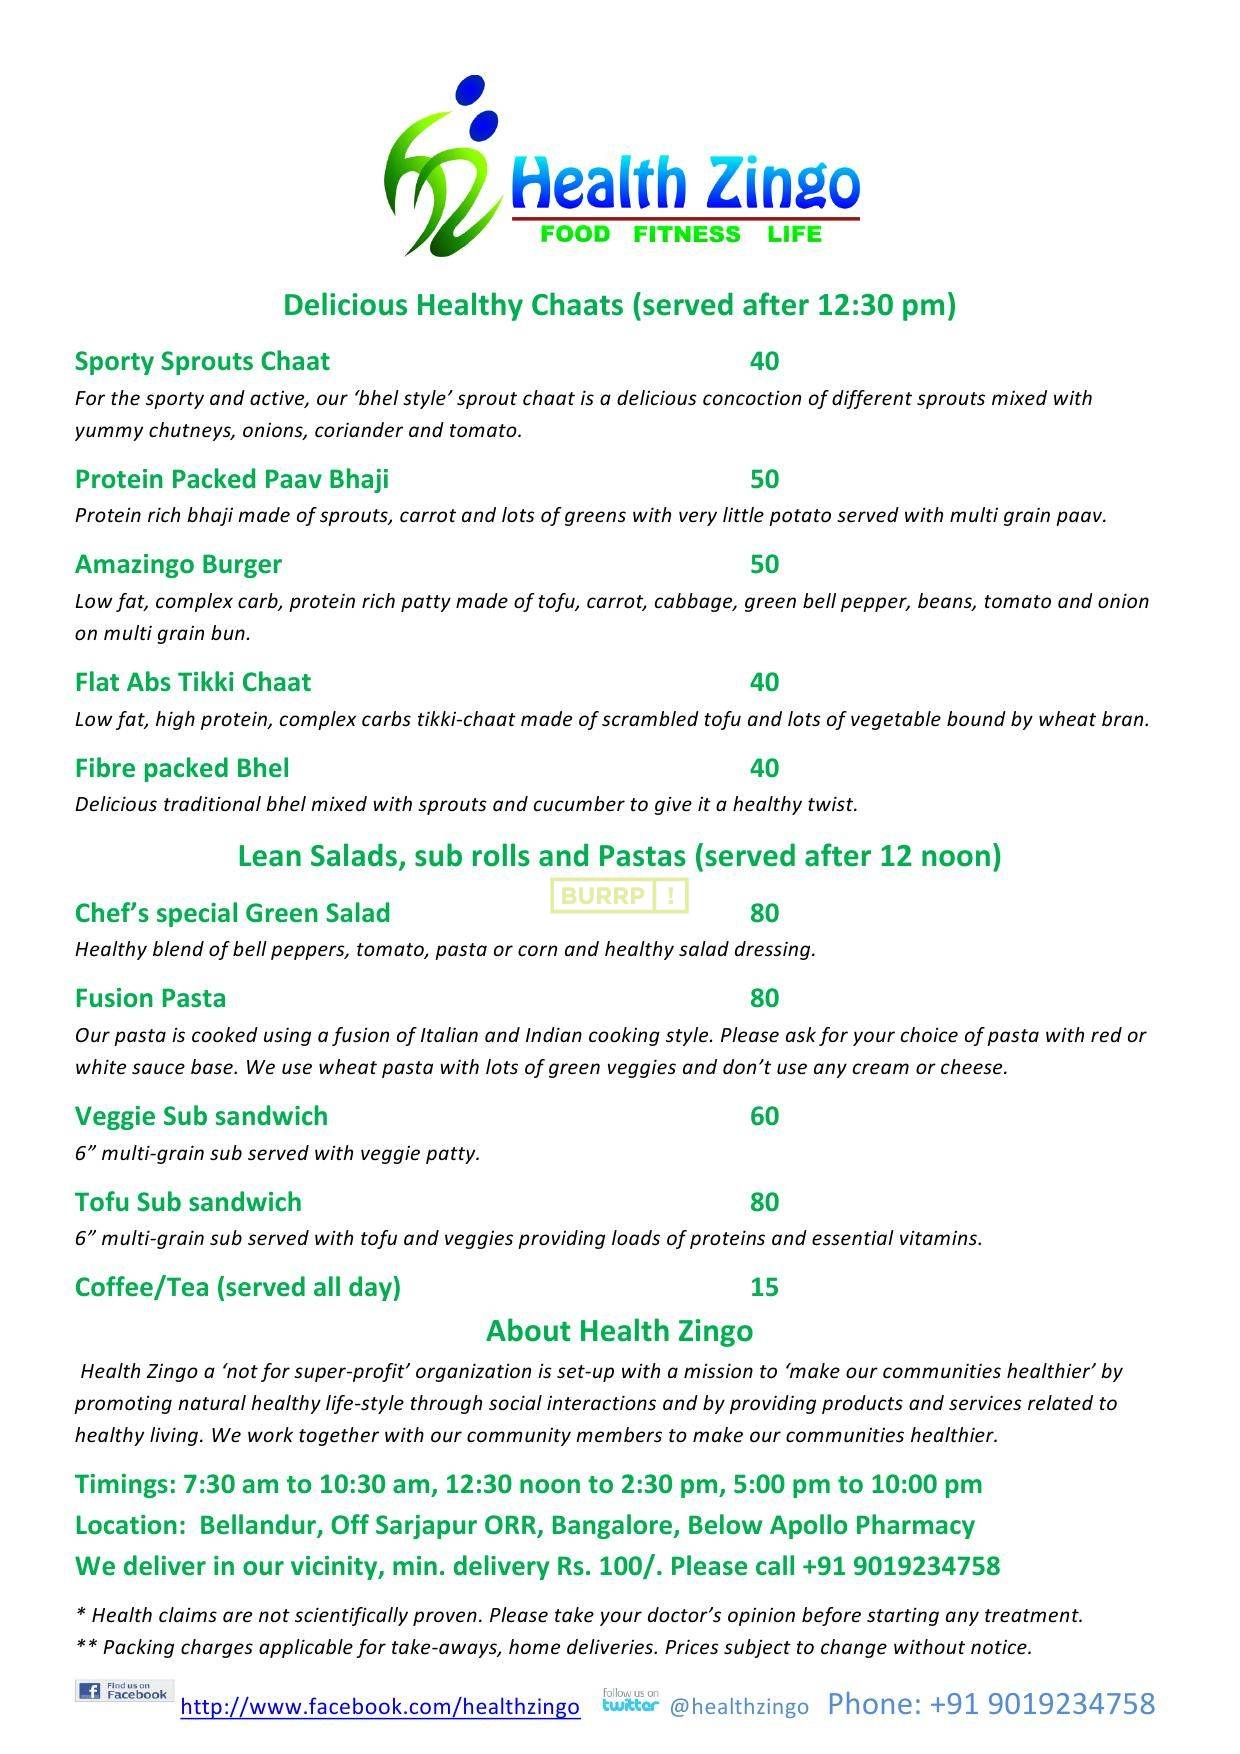 Health Zingo
FOOD FITNESS LIFE
Delicious Healthy Chaats (served after 12:30 pm)
Sporty Sprouts Chaat 40
For the sporty and active, our ‘bhel style’ sprout chaat is a delicious concoction of different sprouts mixed with
yummy chutneys, onions, coriander and tomato.
Protein Packed Paav Bhaji 50
Protein rich bhaji made of sprouts, carrot and lots of greens with very little potato served with multi grain paav.
Amazingo Burger 50
Low fat, complex carb, protein rich patty made of tofu, carrot, cabbage, green bell pepper, beans, tomato and onion
on multi grain bun.
Flat Abs Tikki Chaat 40
Low fat, high protein, complex carbs tikki-chaat made of scrambled tofu and lots of vegetable bound by wheat bran.
Fibre packed Bhel 40
Delicious traditional bhel mixed with sprouts and cucumber to give it a healthy twist.
Lean Salads, sub rolls and Pastas (served after 12 noon)
BURRP !
Chef’s special Green Salad 80
Healthy blend of bell peppers, tomato, pasta or corn and healthy salad dressing.
Fusion Pasta 80
Our pasta is cooked using a fusion of Italian and Indian cooking style. Please ask for your choice of pasta with red or
white sauce base. We use wheat pasta with lots of green veggies and don’t use any cream or cheese.
Veggie Sub sandwich 60
6” multi-grain sub served with veggie patty.
Tofu Sub sandwich 80
6” multi-grain sub served with tofu and veggies providing loads of proteins and essential vitamins.
Coffee/Tea (served all day) 15
About Health Zingo
Health Zingo a ‘not for super-profit’ organization is set-up with a mission to ‘make our communities healthier’ by
promoting natural healthy life-style through social interactions and by providing products and services related to
healthy living. We work together with our community members to make our communities healthier.
Timings: 7:30 am to 10:30 am, 12:30 noon to 2:30 pm, 5:00 pm to 10:00 pm
Location: Bellandur, Off Sarjapur ORR, Bangalore, Below Apollo Pharmacy
We deliver in our vicinity, min. delivery Rs. 100/. Please call +91 9019234758
* Health claims are not scientifically proven. Please take your doctor’s opinion before starting any treatment.
** Packing charges applicable for take-aways, home deliveries. Prices subject to change without notice.
Find us on
Facebook http://www.facebook.com/healthzingo follow us on twitter @healthzingo Phone: +91 9019234758